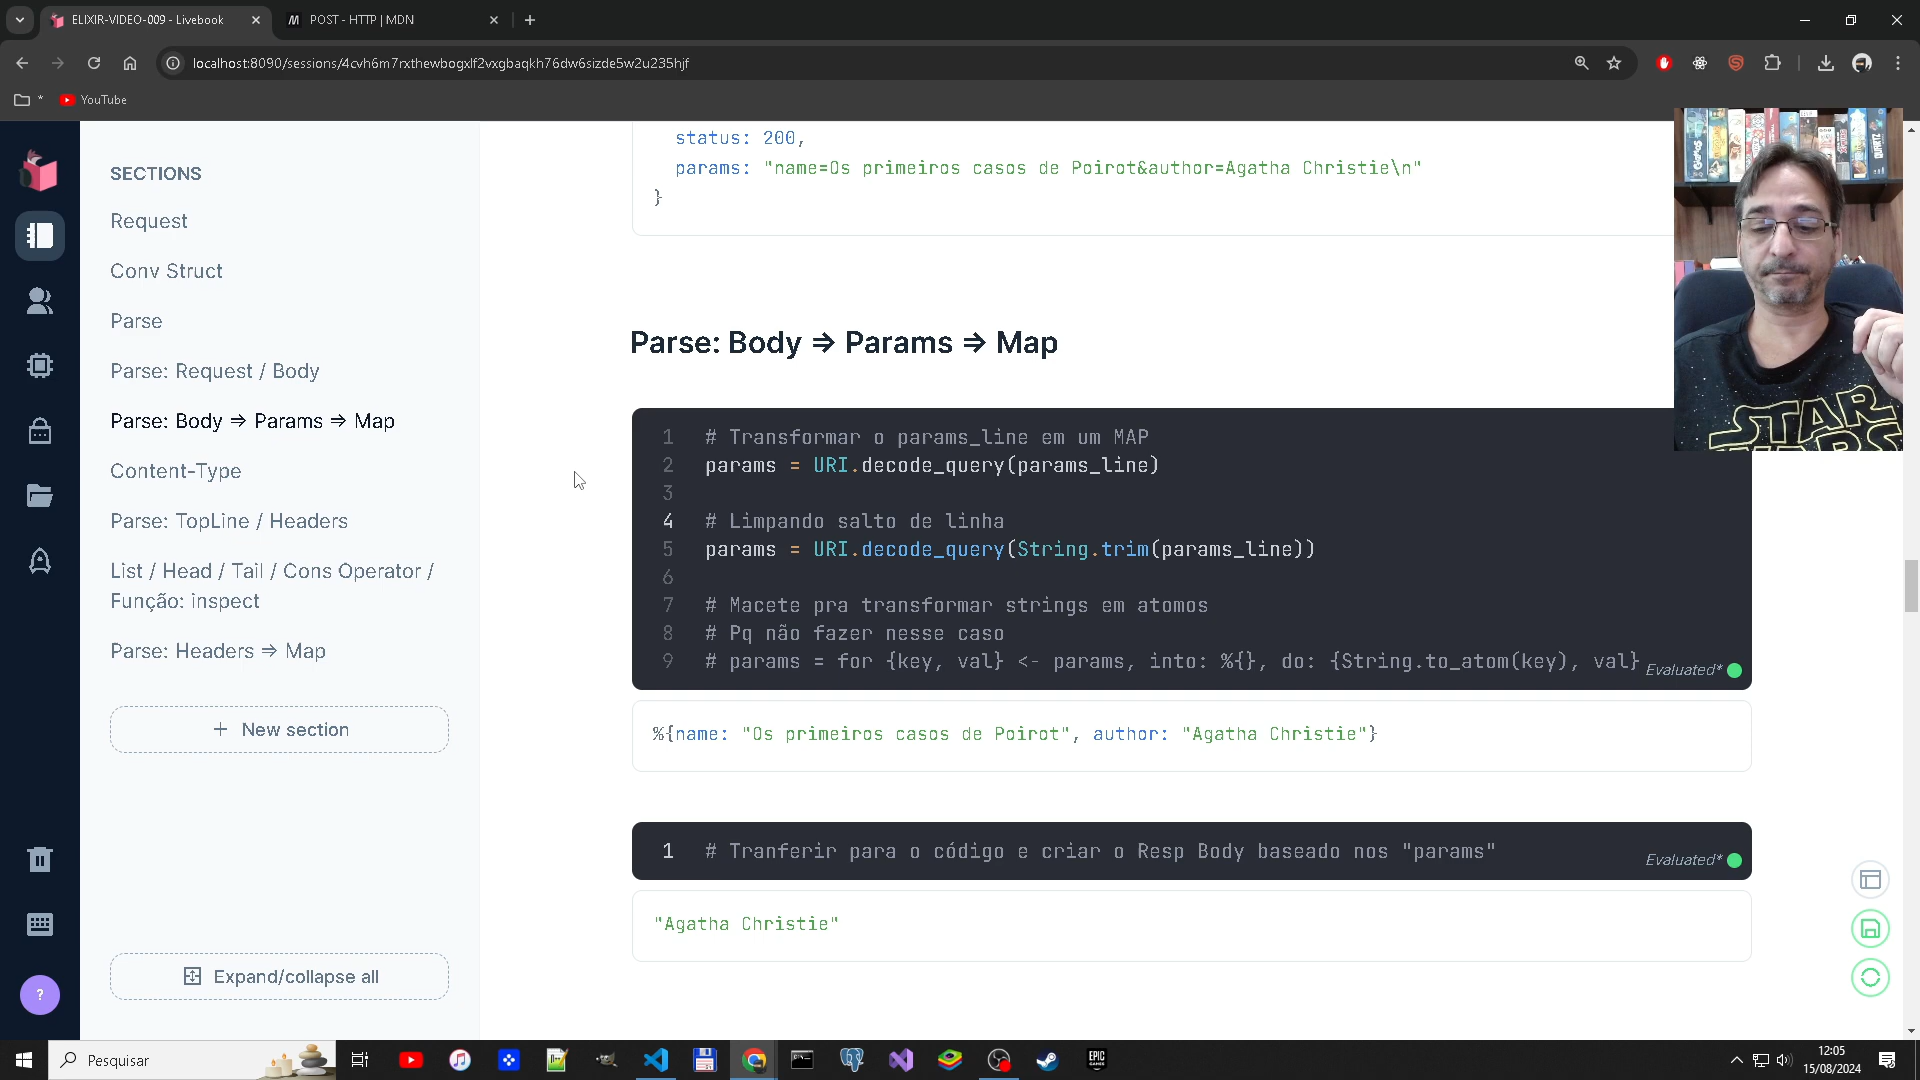 ELIXIR-VIDEO-009 - Livebook
POST - HTTP | MDN
localhost:8090/sessions/4cvh6m7rxthewbogxlf2vxgbaqkh76dw6sizde5w2u235hjf
*
YouTube
SECTIONS
Request
Conv Struct
Parse
Parse: Request / Body
Parse: Body ⇒ Params ⇒ Map
Content-Type
Parse: TopLine / Headers
List / Head / Tail / Cons Operator /
Função: inspect
Parse: Headers ⇒ Map
+ New section
Expand/collapse all
?
status: 200,
params: "name=Os primeiros casos de Poirot&author=Agatha Christie\n"
}
Parse: Body ⇒ Params ⇒ Map
1 # Transformar o params_line em um MAP
2 params = URI.decode_query(params_line)
3
4 # Limpando salto de linha
5 params = URI.decode_query(String.trim(params_line))
6
7 # Macete pra transformar strings em atomos
8 # Pq não fazer nesse caso
9 # params = for {key, val} <- params, into: %{}, do: {String.to_atom(key), val}
Evaluated*
%{name: "Os primeiros casos de Poirot", author: "Agatha Christie"}
1 # Tranferir para o código e criar o Resp Body baseado nos "params"
Evaluated*
"Agatha Christie"
STAR
Pesquisar
EPIC
GAMES
12:05
15/08/2024